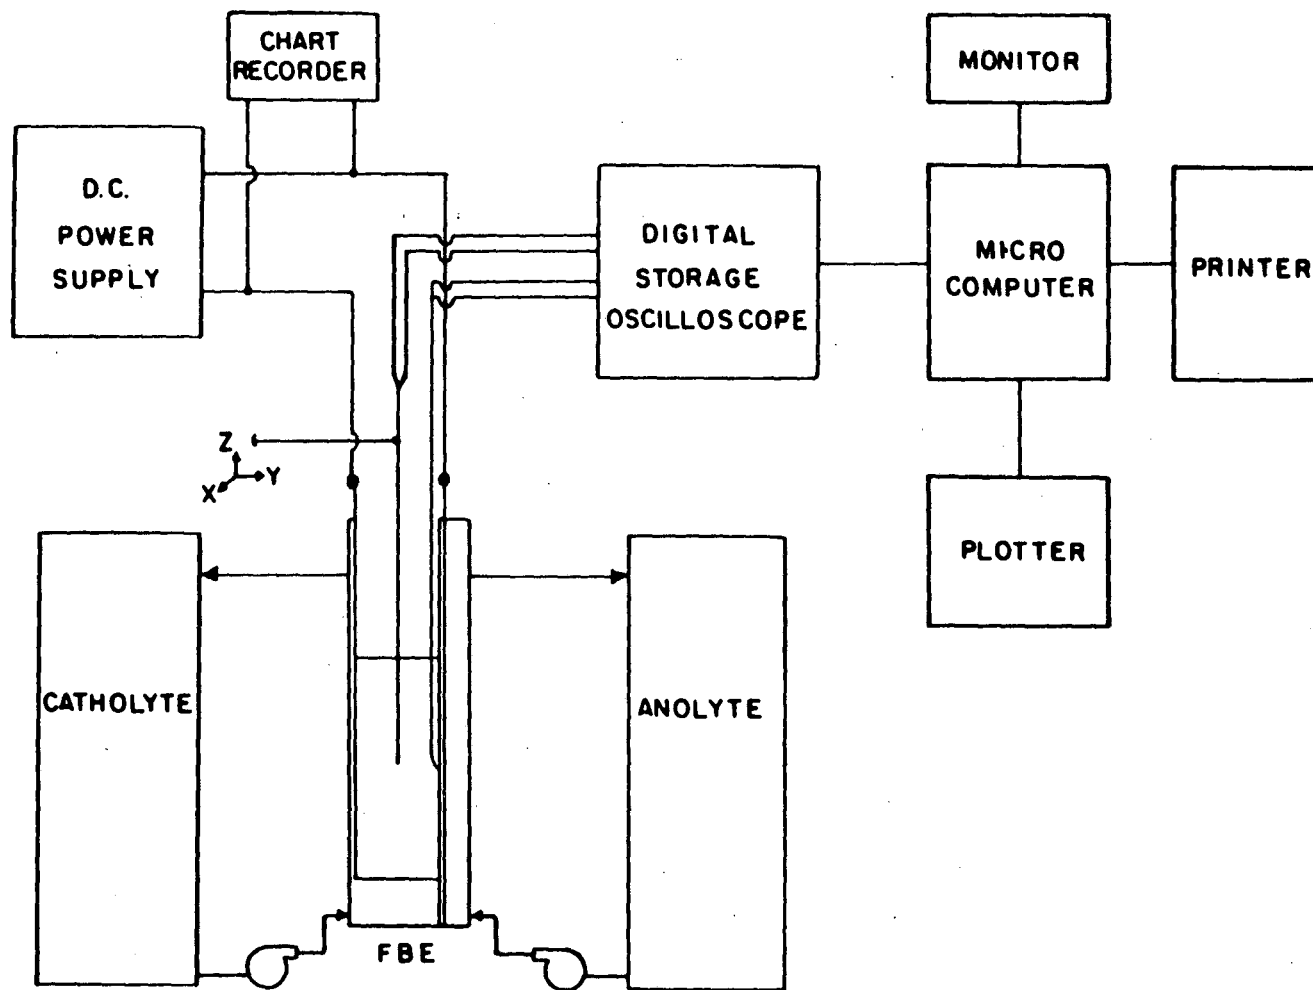 CHART
RECORDER
MONITOR
D.C.
POWER
SUPPLY
DIGITAL
STORAGE
OSCILLOSCOPE
MICRO
COMPUTER
PRINTER
Z
Y
X
PLOTTER
CATHOLYTE
ANOLYTE
FBE